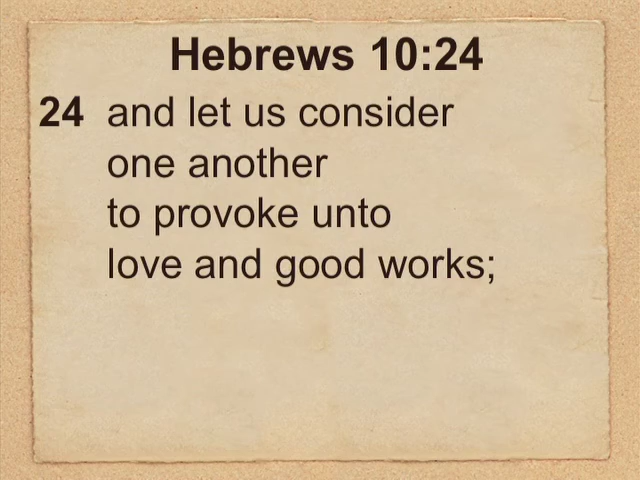 Hebrews 10:24
24 and let us consider
one another
to provoke unto
love and good works;